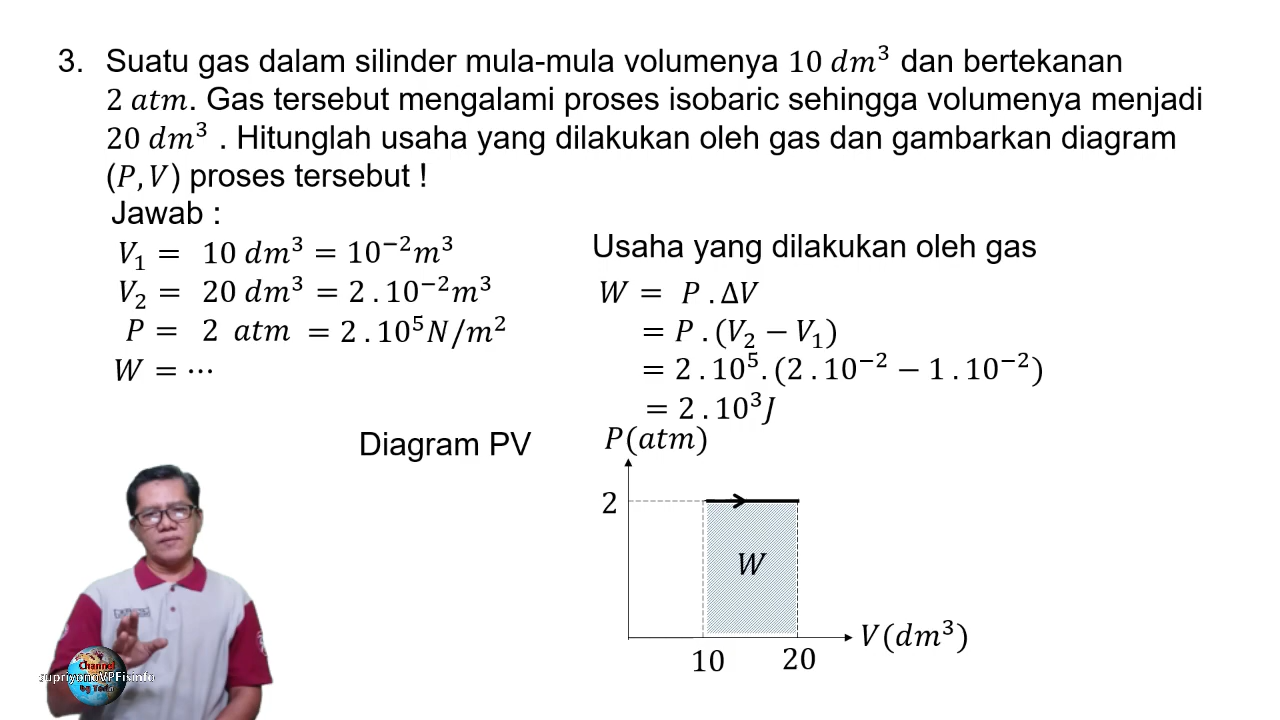 3. Suatu gas dalam silinder mula-mula volumenya 10 dm³ dan bertekanan
2 atm. Gas tersebut mengalami proses isobaric sehingga volumenya menjadi
20 dm³ . Hitunglah usaha yang dilakukan oleh gas dan gambarkan diagram
(P, V) proses tersebut !
Jawab :
V₁ = 10 dm³ = 10⁻² m³
V₂ = 20 dm³ = 2 . 10⁻² m³
P = 2 atm = 2 . 10⁵ N/m²
W = ⋯
Usaha yang dilakukan oleh gas
W = P . ΔV
= P . (V₂ − V₁)
= 2 . 10⁵. (2 . 10⁻² − 1 . 10⁻²)
= 2 . 10³ J
Diagram PV
P(atm)
2
W
V(dm³)
10 20
Channel
supriyonoVPFisinfo